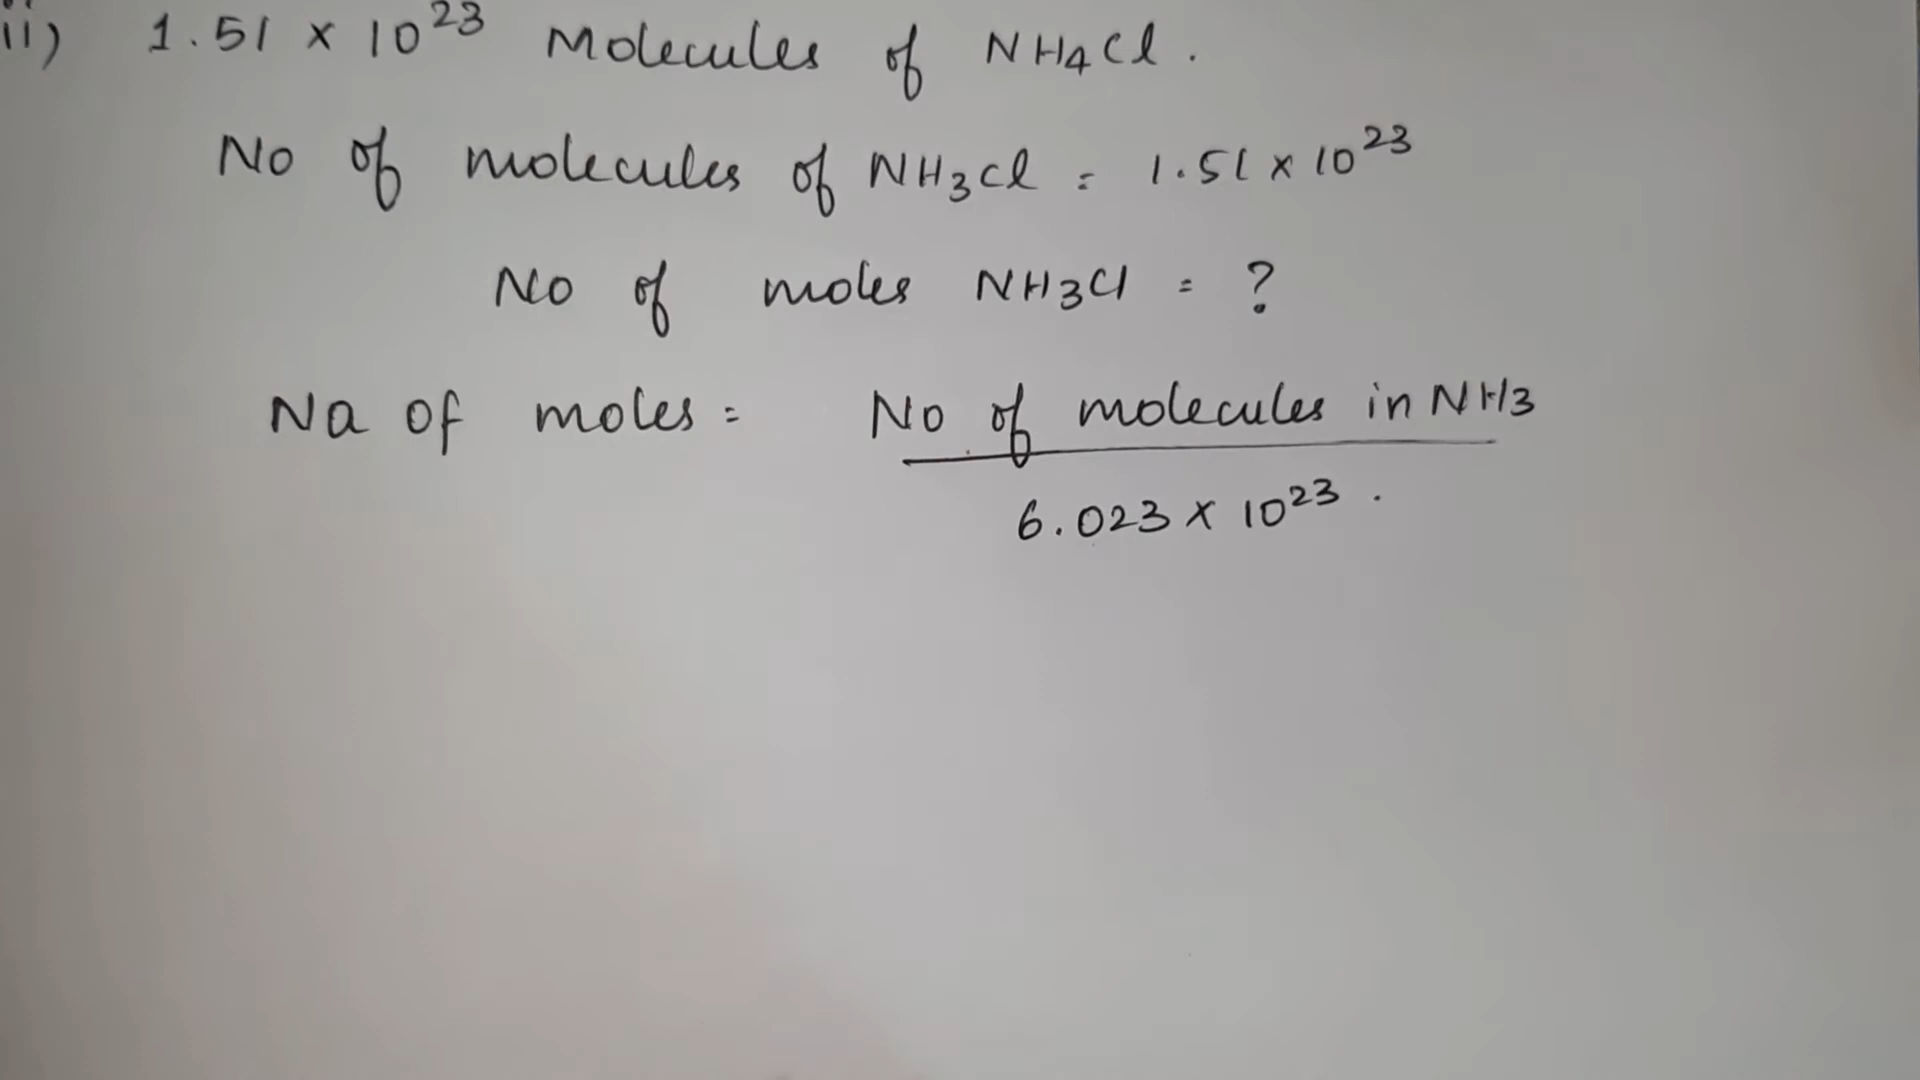 ii) 1.51 x 10²³ Molecules of NH4Cl.
No of molecules of NH3Cl = 1.51 x 10²³
No of moles NH3Cl = ?
Na of moles = No of molecules in NH3
6.023 x 10²³.